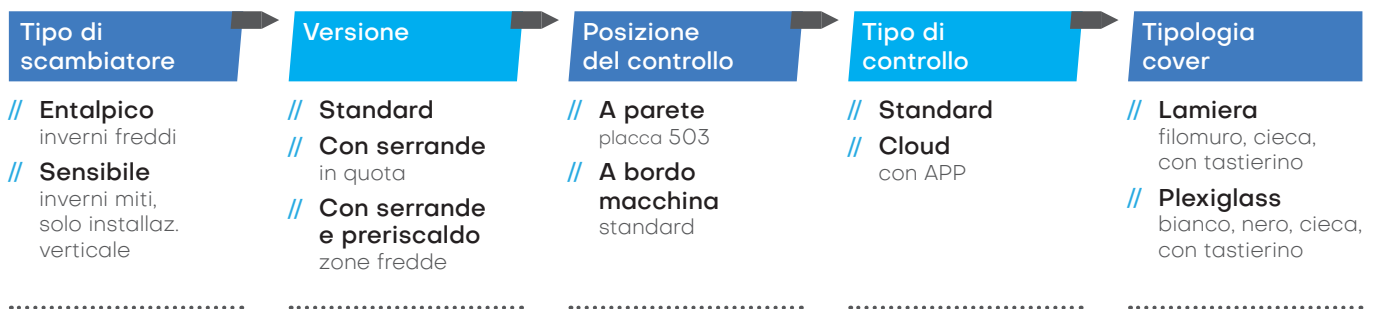 Tipo di
scambiatore
// Entalpico
inverni freddi
// Sensibile
inverni miti,
solo installaz.
verticale
Versione
// Standard
// Con serrande
in quota
// Con serrande
e preriscaldo
zone fredde
Posizione
del controllo
// A parete
placca 503
// A bordo
macchina
standard
Tipo di
controllo
// Standard
// Cloud
con APP
Tipologia
cover
// Lamiera
filomuro, cieca,
con tastierino
// Plexiglass
bianco, nero, cieca,
con tastierino